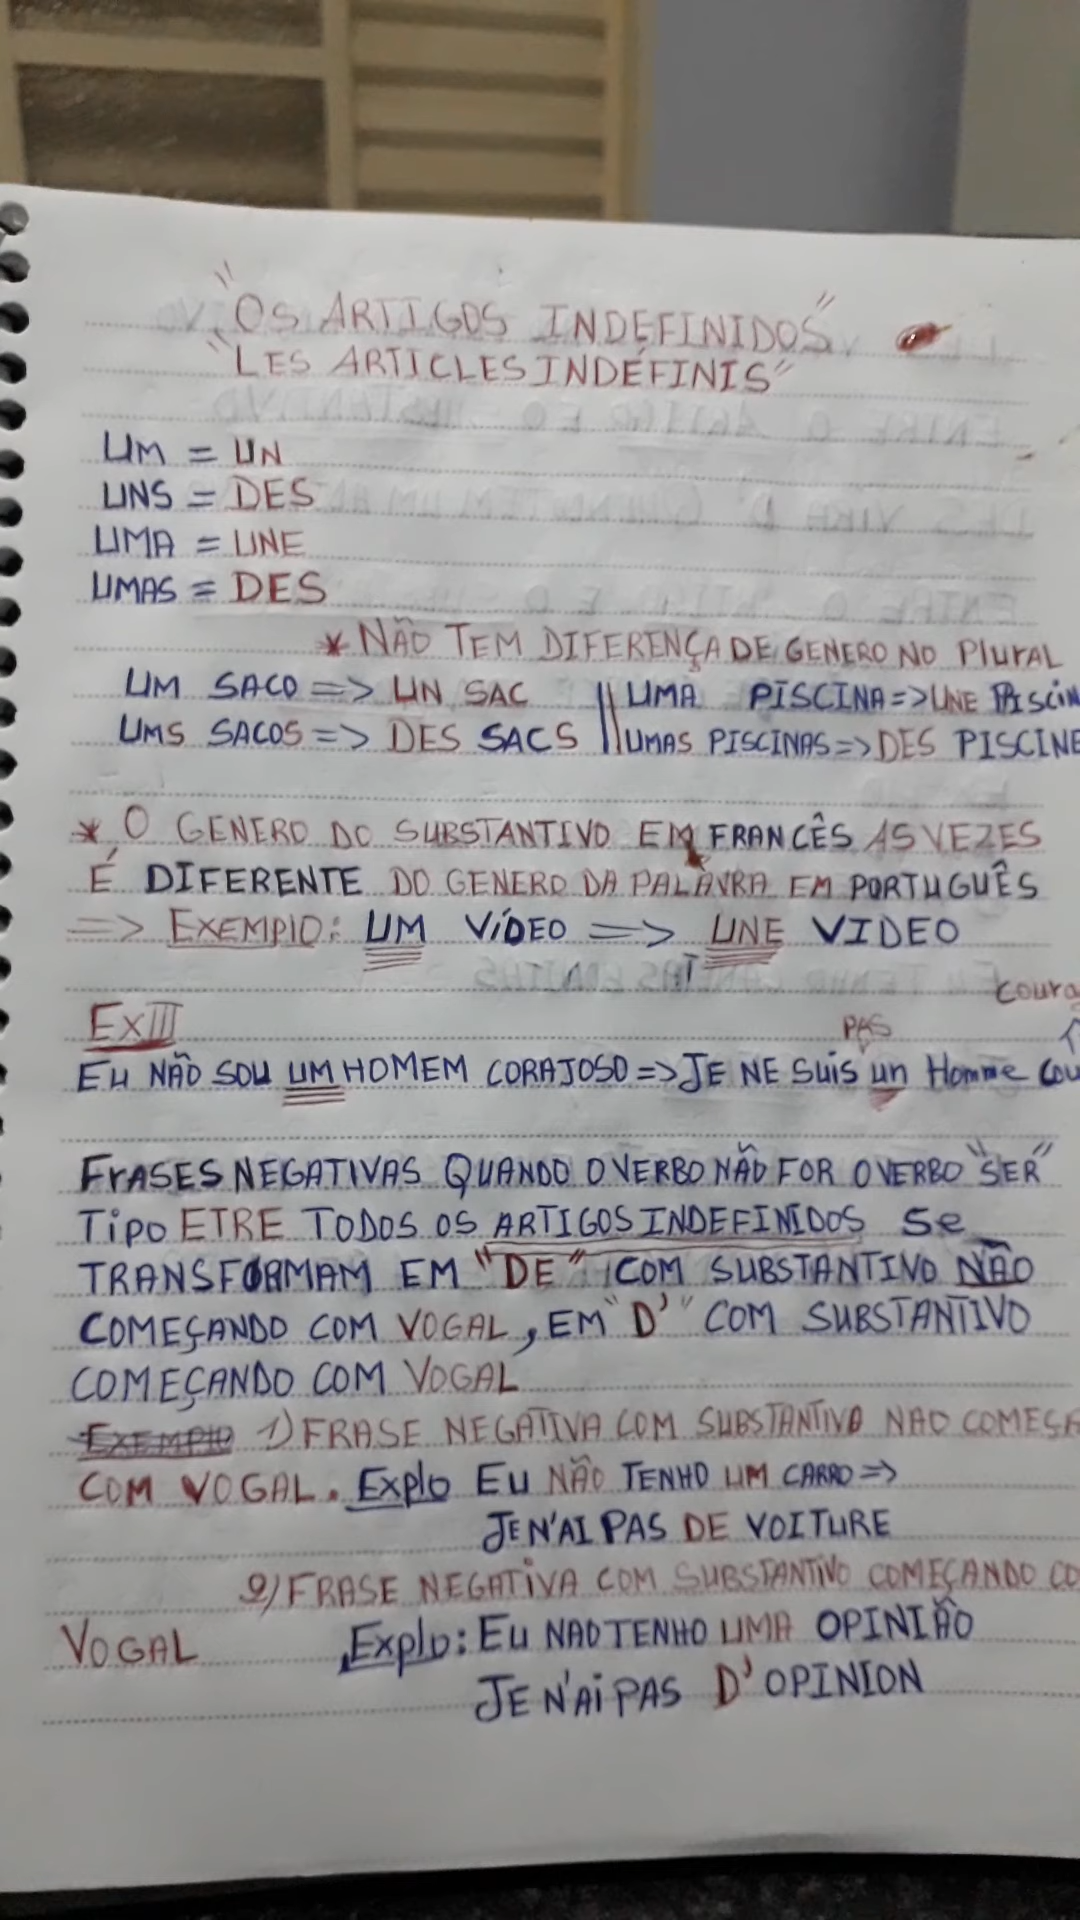 "OS ARTIGOS INDEFINIDOS"
"LES ARTICLES INDÉFINIS"
UM = UN
UNS = DES
UMA = UNE
UMAS = DES
* NÃO TEM DIFERENÇA DE GENERO NO PLURAL
UM SACO => UN SAC || UMA PISCINA => UNE PISCIN
UMS SACOS => DES SACS || UMAS PISCINAS => DES PISCINE
* O GENERO DO SUBSTANTIVO EM FRANCÊS AS VEZES
É DIFERENTE DO GENERO DA PALAVRA EM PORTUGUÊS
=> EXEMPLO: UM VÍDEO => UNE VIDEO
EXIII
EU NÃO SOU UM HOMEM CORAJOSO => JE NE SUIS PAS un Homme cou
FRASES NEGATIVAS QUANDO O VERBO NÃO FOR O VERBO "SER"
TIPO ETRE TODOS OS ARTIGOS INDEFINIDOS SE
TRANSFORMAM EM "DE" COM SUBSTANTIVO NÃO
COMEÇANDO COM VOGAL, EM "D'" COM SUBSTANTIVO
COMEÇANDO COM VOGAL
EXEMPLO 1) FRASE NEGATIVA COM SUBSTANTIVO NAO COMEÇA
COM VOGAL. Explo EU NÃO TENHO UM CARRO =>
JE N'AI PAS DE VOITURE
2) FRASE NEGATIVA COM SUBSTANTIVO COMEÇANDO CO
VOGAL Explo: EU NAO TENHO UMA OPINIÃO
JE N'AI PAS D'OPINION